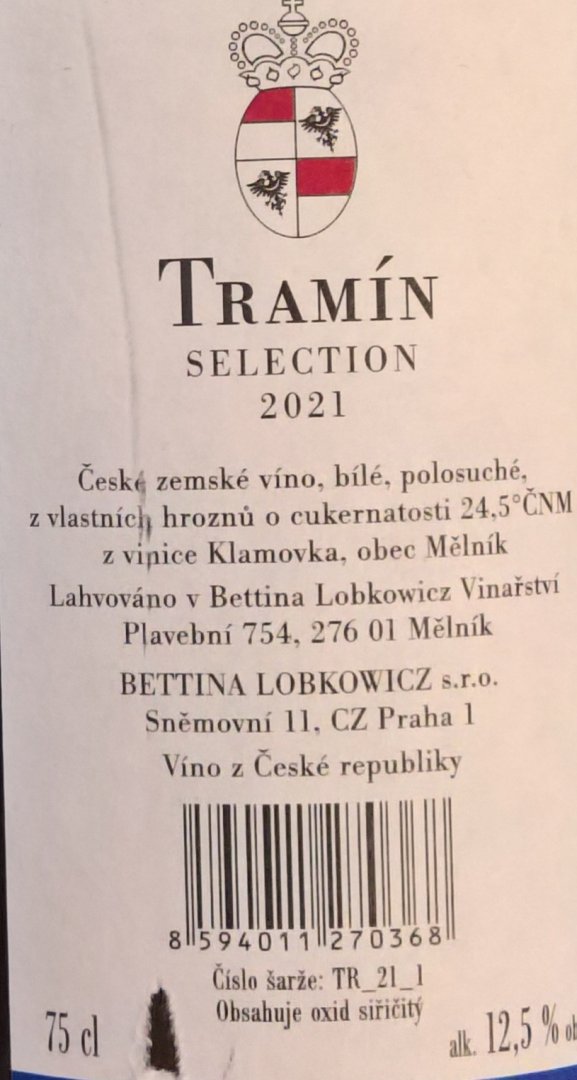 TRAMÍN
SELECTION
2021
České zemské víno, bílé, polosuché,
z vlastních hroznů o cukernatosti 24,5°ČNM
z vinice Klamovka, obec Mělník
Lahvováno v Bettina Lobkowicz Vinařství
Plavební 754, 276 01 Mělník
BETTINA LOBKOWICZ s.r.o.
Sněmovní 11, CZ Praha 1
Víno z České republiky
8 594011 270368
Číslo šarže: TR_21_1
Obsahuje oxid siřičitý
75 cl
alk. 12,5 % ob